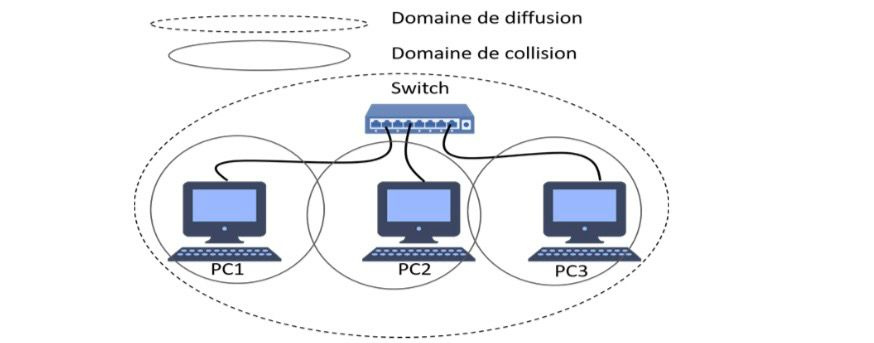 Domaine de diffusion
Domaine de collision
Switch
PC1
PC2
PC3